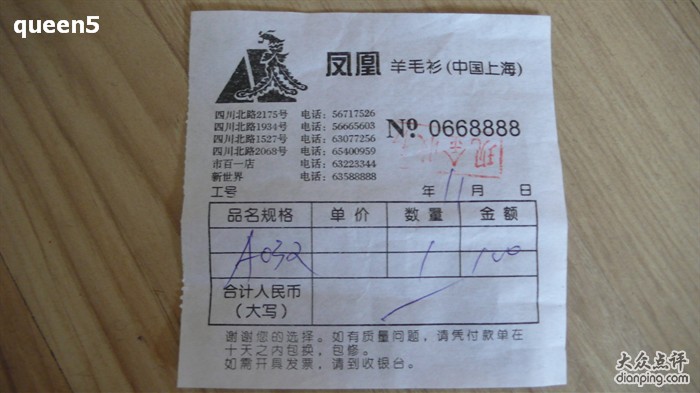 queen5
凤凰 羊毛衫(中国上海)
四川北路2175号 电话:56717526
四川北路1934号 电话:56665603
四川北路1527号 电话:63077256
四川北路2068号 电话:65400959
市百一店 电话:63223344
新世界 电话:63588888
№ 0668888
工号 年 11 月 日
品名规格 单价 数量 金额
A032 1 100
合计人民币
(大写)
谢谢您的选择。如有质量问题,请凭付款单在
十天之内包换,包修。
如需开具发票,请到收银台。
大众点评
dianping.com